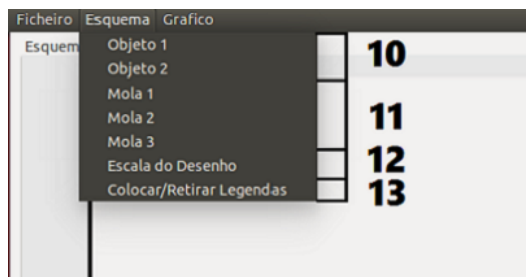 Ficheiro Esquema Grafico
Esquem
Objeto 1
10
Objeto 2
Mola 1
Mola 2
11
Mola 3
Escala do Desenho
12
Colocar/Retirar Legendas
13